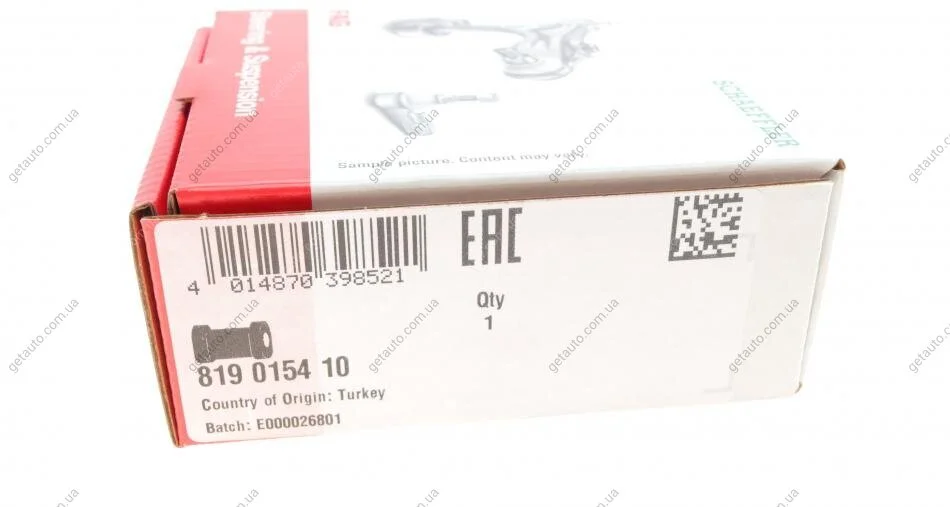 FAG
Steering & Suspension
SCHAEFFLER
Sample picture. Content may vary.
EAC
4 014870 398521
Qty
1
819 0154 10
Country of Origin: Turkey
Batch: E000026801
getauto.com.ua